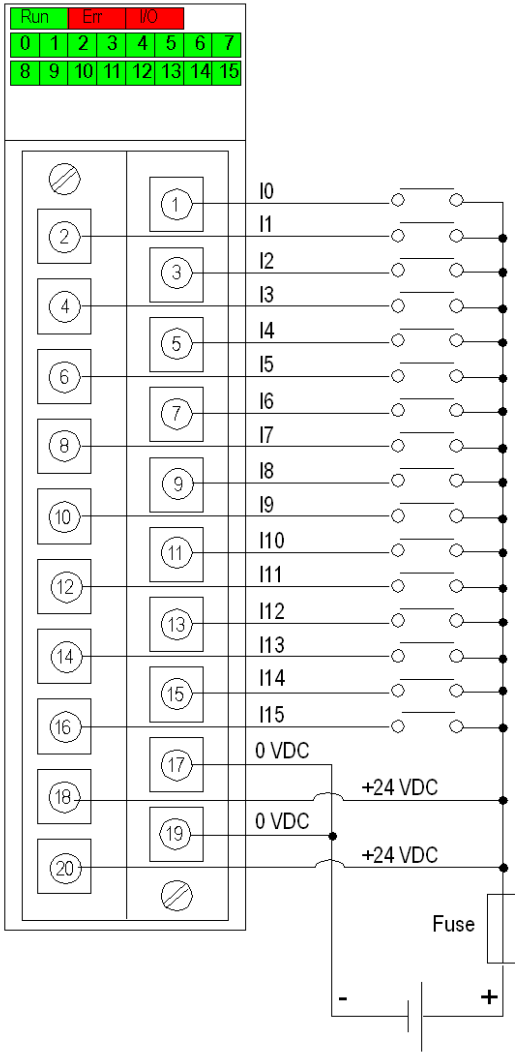 Run Err I/O
0 1 2 3 4 5 6 7
8 9 10 11 12 13 14 15
1 I0
2 I1
3 I2
4 I3
5 I4
6 I5
7 I6
8 I7
9 I8
10 I9
11 I10
12 I11
13 I12
14 I13
15 I14
16 I15
17 0 VDC
18 +24 VDC
19 0 VDC
20 +24 VDC
Fuse
- +